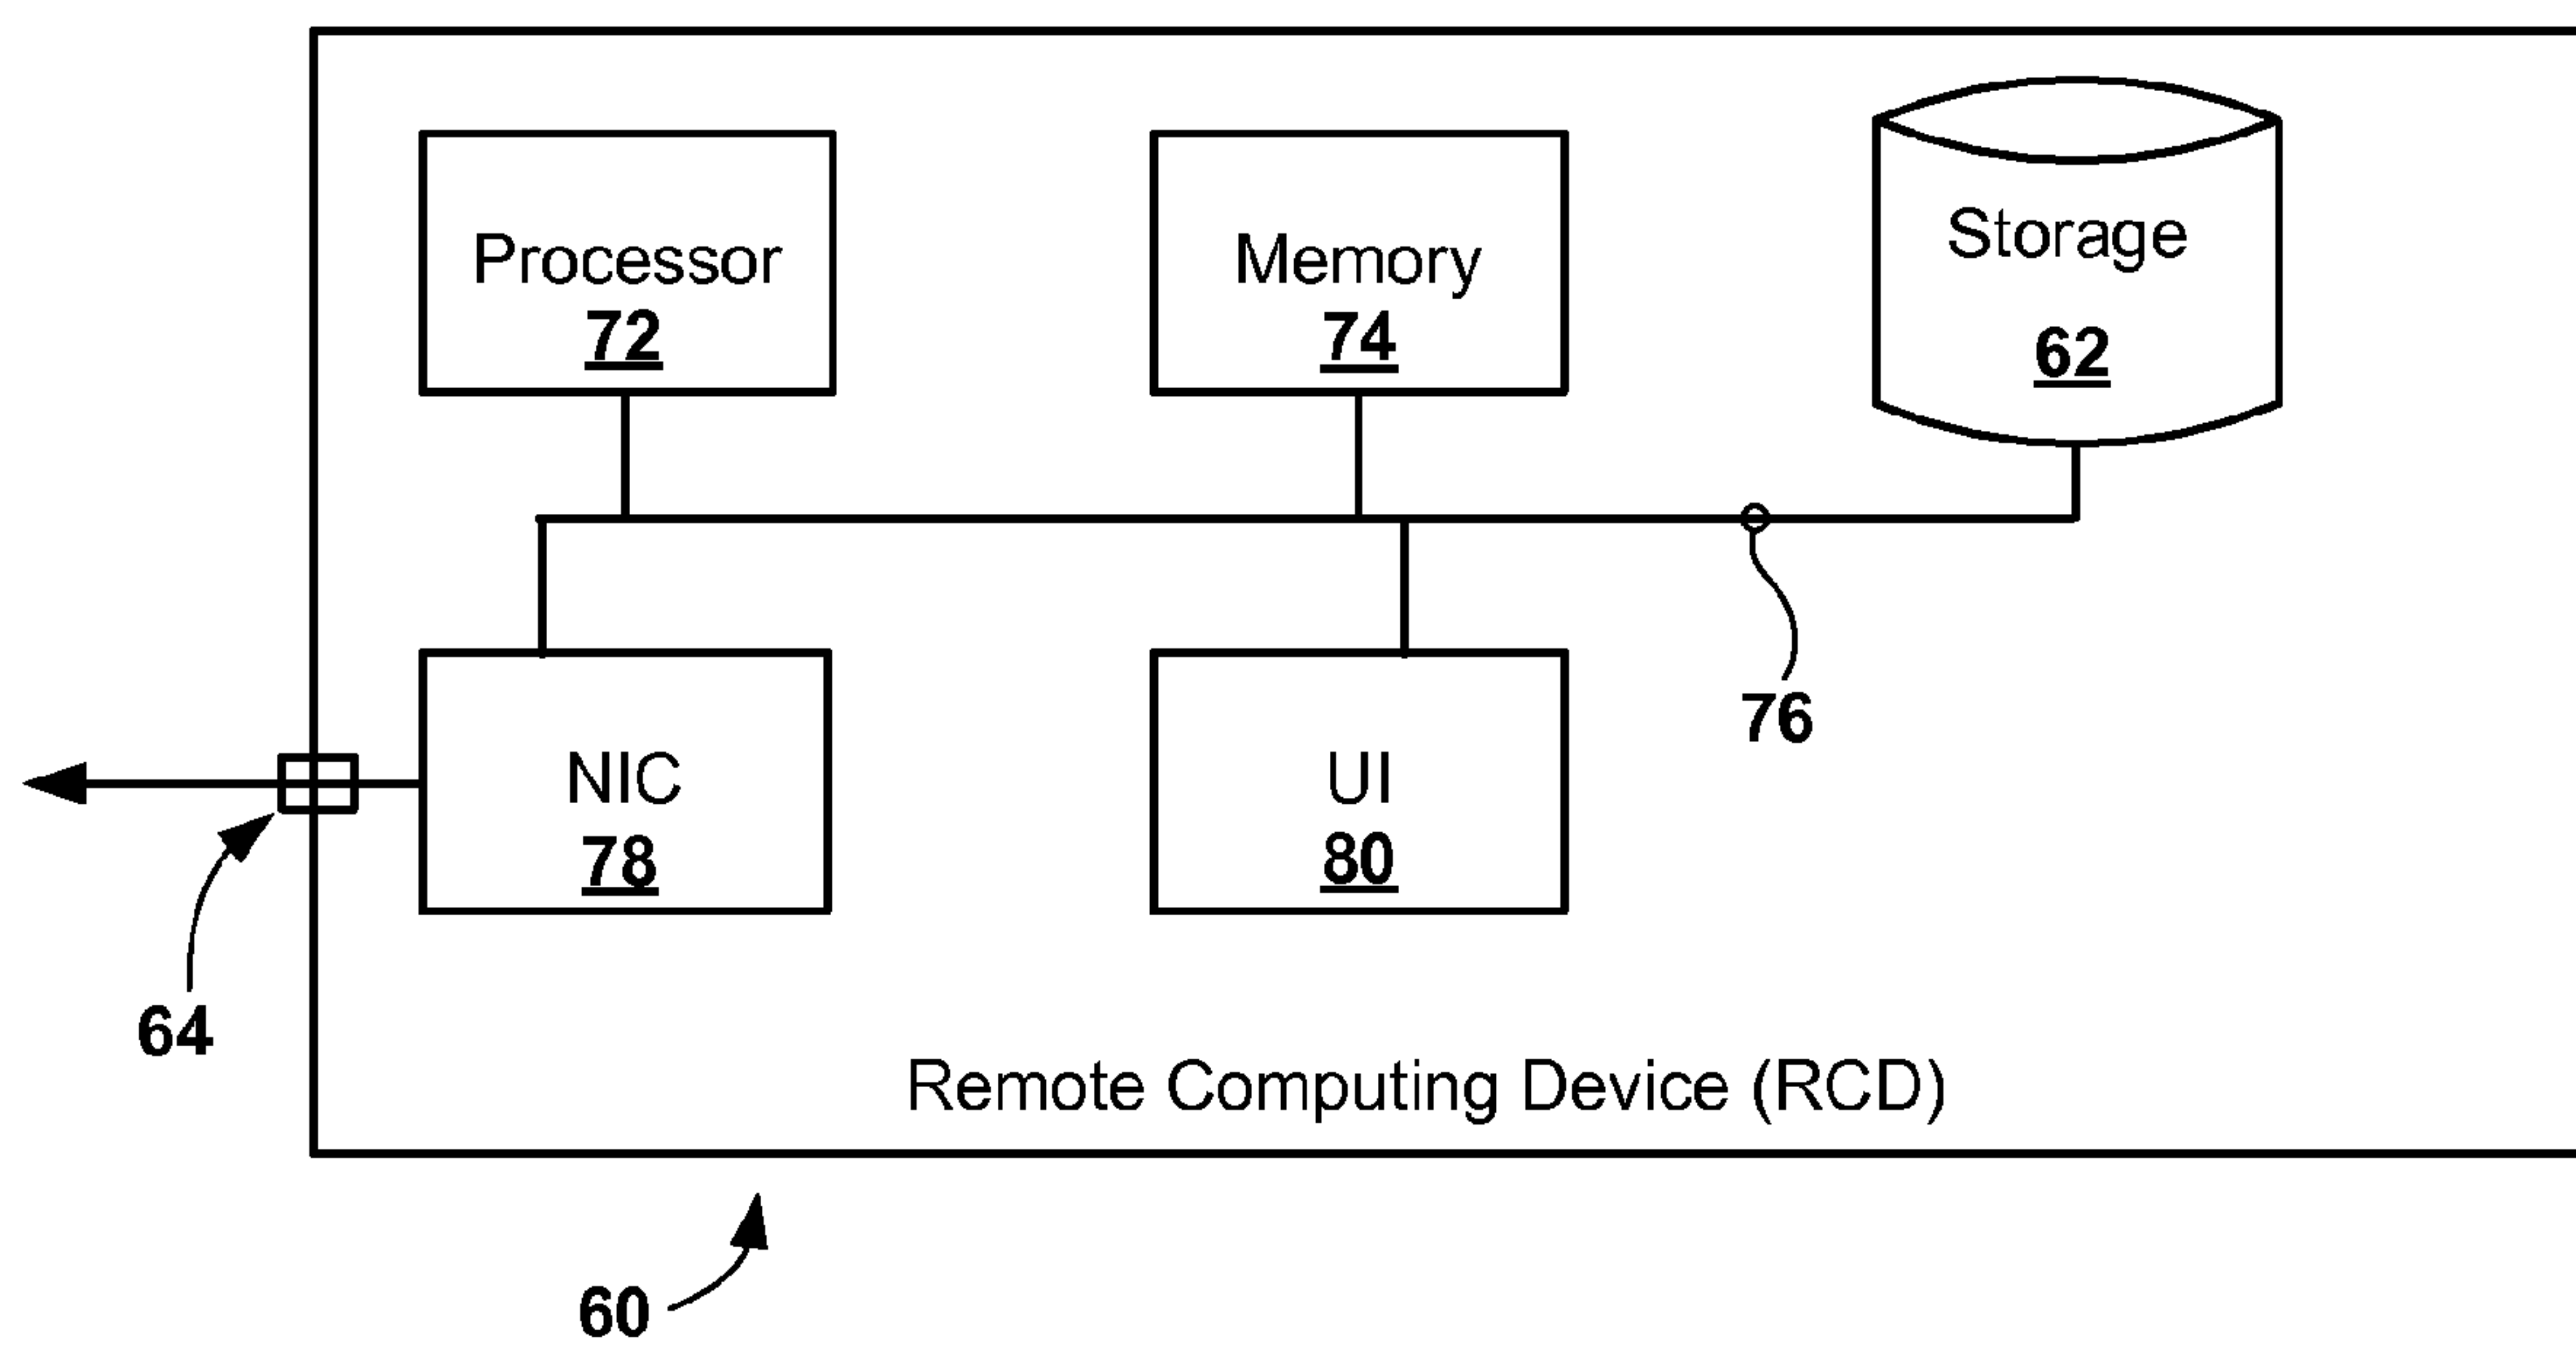 Processor
72
Memory
74
Storage
62
76
NIC
78
UI
80
64
Remote Computing Device (RCD)
60